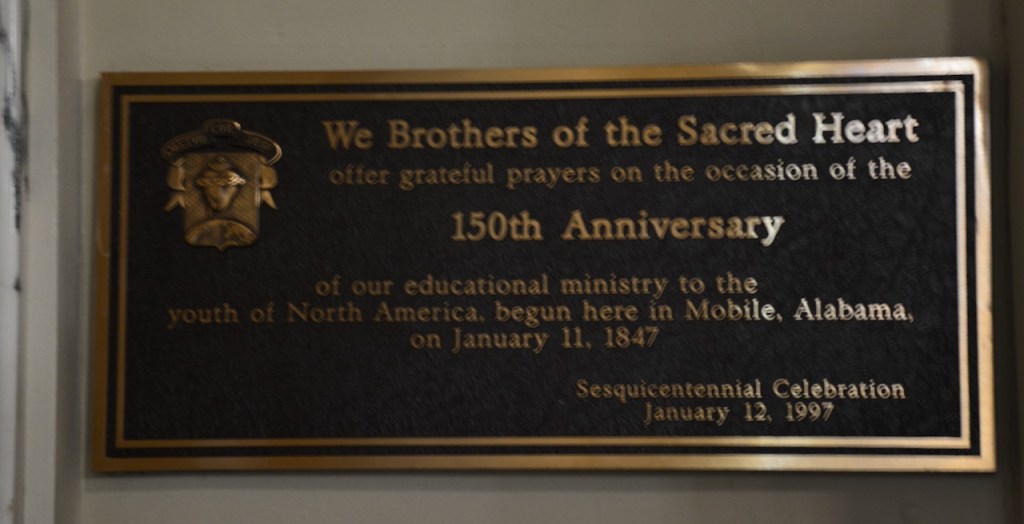 We Brothers of the Sacred Heart
offer grateful prayers on the occasion of the
150th Anniversary
of our educational ministry to the
youth of North America, begun here in Mobile, Alabama,
on January 11, 1847
Sesquicentennial Celebration
January 12, 1997